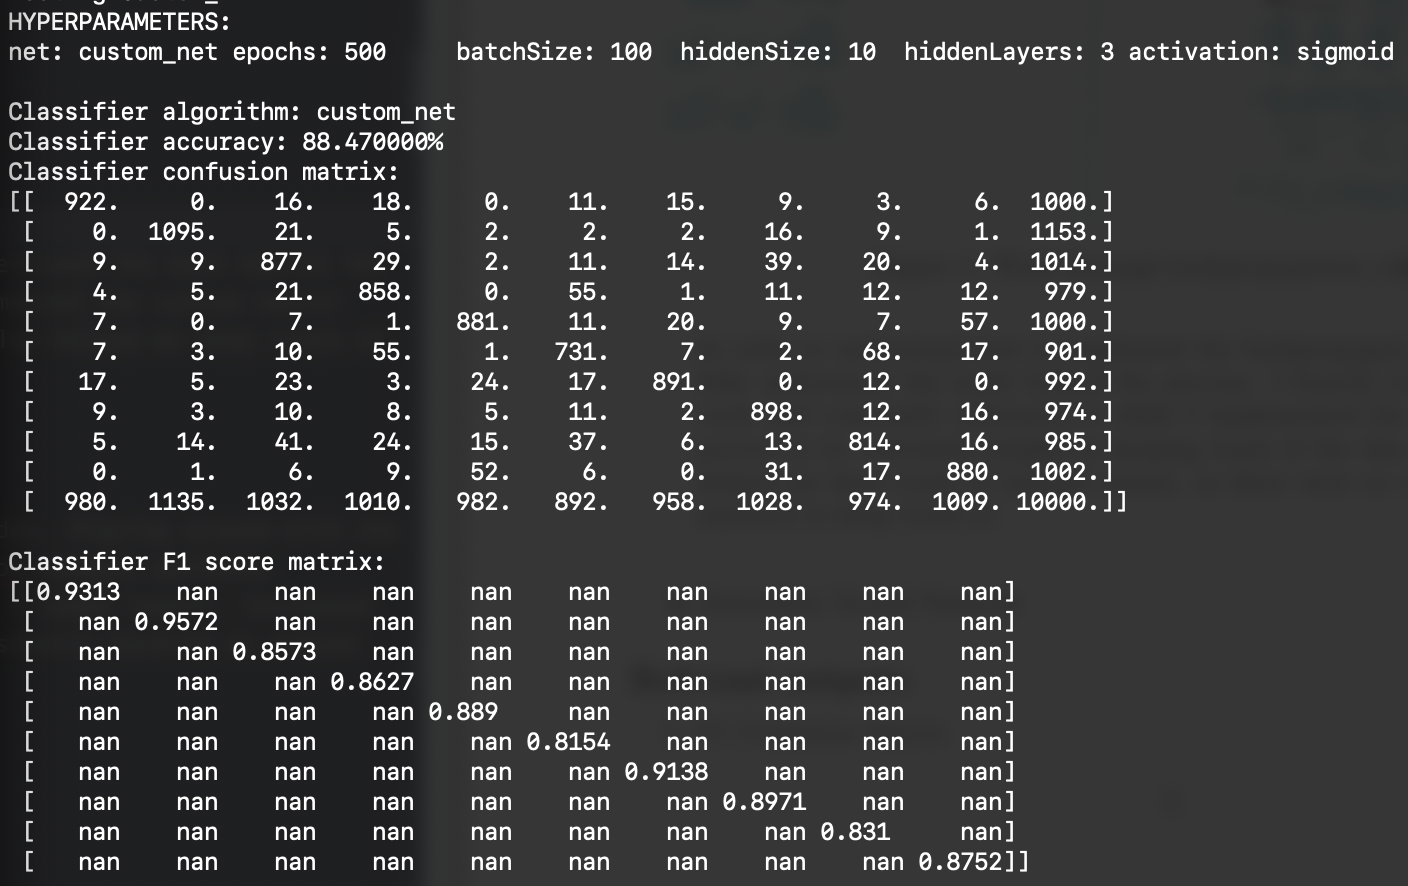 HYPERPARAMETERS:
net: custom_net epochs: 500     batchSize: 100  hiddenSize: 10  hiddenLayers: 3 activation: sigmoid
Classifier algorithm: custom_net
Classifier accuracy: 88.470000%
Classifier confusion matrix:
[[  922.     0.    16.    18.     0.    11.    15.     9.     3.     6.  1000.]
 [    0.  1095.    21.     5.     2.     2.     2.    16.     9.     1.  1153.]
 [    9.     9.   877.    29.     2.    11.    14.    39.    20.     4.  1014.]
 [    4.     5.    21.   858.     0.    55.     1.    11.    12.    12.   979.]
 [    7.     0.     7.     1.   881.    11.    20.     9.     7.    57.  1000.]
 [    7.     3.    10.    55.     1.   731.     7.     2.    68.    17.   901.]
 [   17.     5.    23.     3.    24.    17.   891.     0.    12.     0.   992.]
 [    9.     3.    10.     8.     5.    11.     2.   898.    12.    16.   974.]
 [    5.    14.    41.    24.    15.    37.     6.    13.   814.    16.   985.]
 [    0.     1.     6.     9.    52.     6.     0.    31.    17.   880.  1002.]
 [  980.  1135.  1032.  1010.   982.   892.   958.  1028.   974.  1009. 10000.]]
Classifier F1 score matrix:
[[0.9313    nan    nan    nan    nan    nan    nan    nan    nan    nan]
 [   nan 0.9572    nan    nan    nan    nan    nan    nan    nan    nan]
 [   nan    nan 0.8573    nan    nan    nan    nan    nan    nan    nan]
 [   nan    nan    nan 0.8627    nan    nan    nan    nan    nan    nan]
 [   nan    nan    nan    nan 0.889     nan    nan    nan    nan    nan]
 [   nan    nan    nan    nan    nan 0.8154    nan    nan    nan    nan]
 [   nan    nan    nan    nan    nan    nan 0.9138    nan    nan    nan]
 [   nan    nan    nan    nan    nan    nan    nan 0.8971    nan    nan]
 [   nan    nan    nan    nan    nan    nan    nan    nan 0.831     nan]
 [   nan    nan    nan    nan    nan    nan    nan    nan    nan 0.8752]]